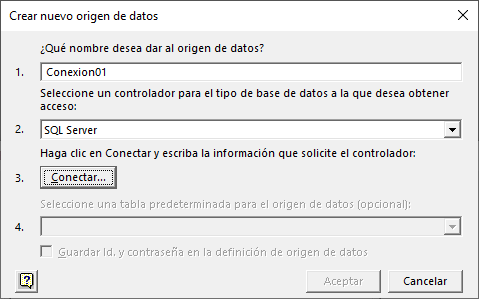 Crear nuevo origen de datos
¿Qué nombre desea dar al origen de datos?
1. Conexion01
Seleccione un controlador para el tipo de base de datos a la que desea obtener
acceso:
2. SQL Server
Haga clic en Conectar y escriba la información que solicite el controlador:
3. Conectar...
Seleccione una tabla predeterminada para el origen de datos (opcional):
4.
Guardar Id. y contraseña en la definición de origen de datos
? Aceptar Cancelar